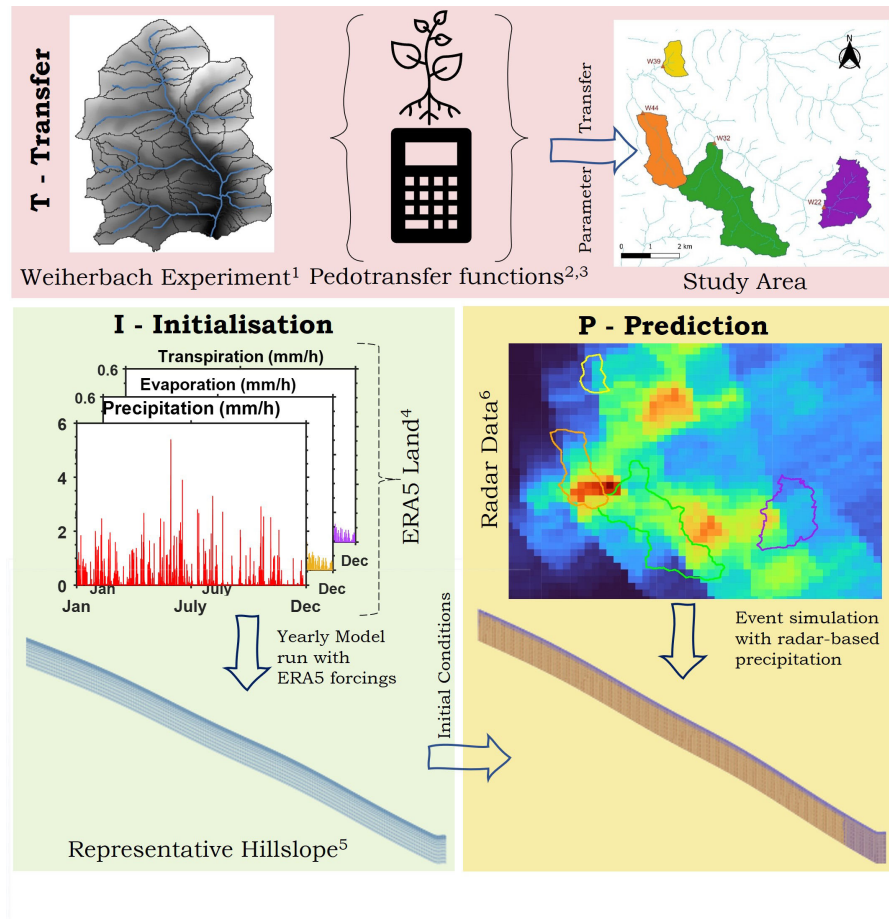 T - Transfer
Weiherbach Experiment¹
Pedotransfer functions²,³
Parameter Transfer
W39
W44
W32
W22
0 1 2 km
Study Area
I - Initialisation
Transpiration (mm/h)
0.6
Evaporation (mm/h)
0.6
Precipitation (mm/h)
6
4
2
0
Dec
Dec
Jan July
Jan July Dec
ERA5 Land⁴
Yearly Model
run with
ERA5 forcings
Initial Conditions
Representative Hillslope⁵
P - Prediction
Radar Data⁶
Event simulation
with radar-based
precipitation